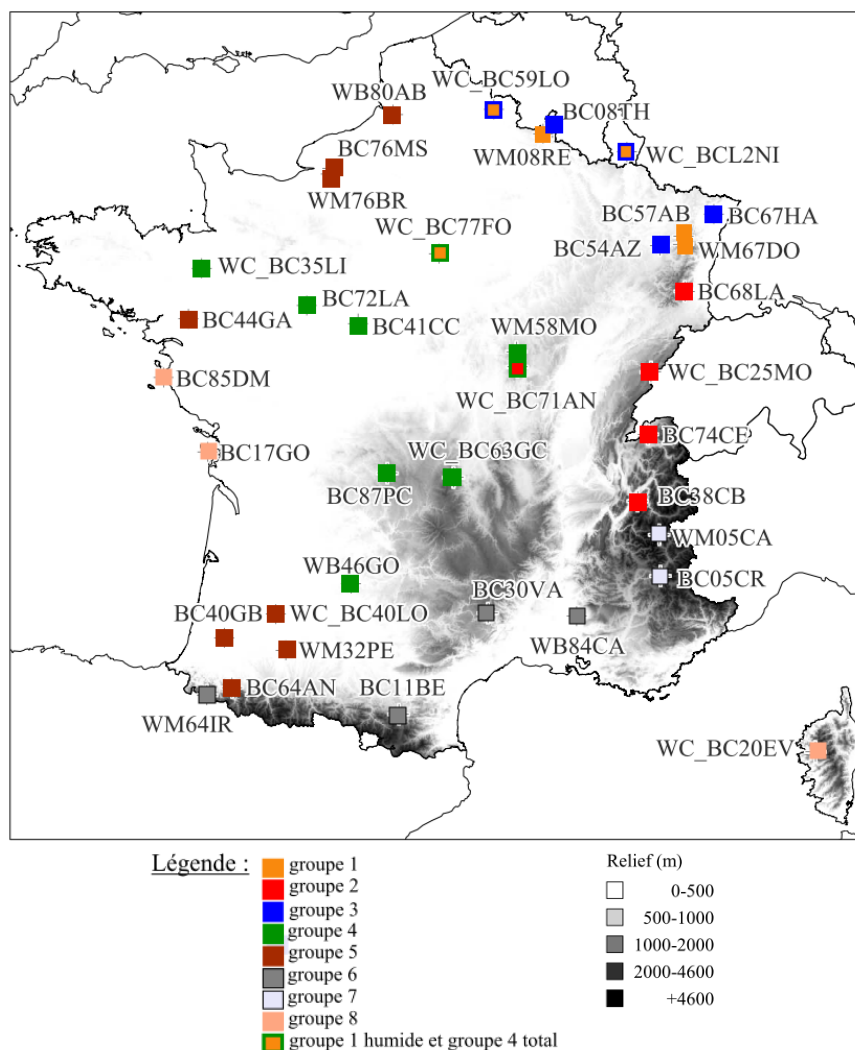 WC_BC59LO
WB80AB
BC08TH
BC76MS
WM08RE
WC_BCL2NI
WM76BR
WC_BC77FO
BC57AB
BC67HA
BC54AZ
WM67DO
WC_BC35LI
BC72LA
BC68LA
BC44GA
BC41CC
WM58MO
BC85DM
WC_BC71AN
WC_BC25MO
BC17GO
WC_BC63GC
BC74CE
BC87PC
BC38CB
WM05CA
WB46GO
BC05CR
BC30VA
BC40GB
WC_BC40LO
WB84CA
WM32PE
BC64AN
BC11BE
WM64IR
WC_BC20EV
Légende :
groupe 1
groupe 2
groupe 3
groupe 4
groupe 5
groupe 6
groupe 7
groupe 8
groupe 1 humide et groupe 4 total
Relief (m)
0-500
500-1000
1000-2000
2000-4600
+4600